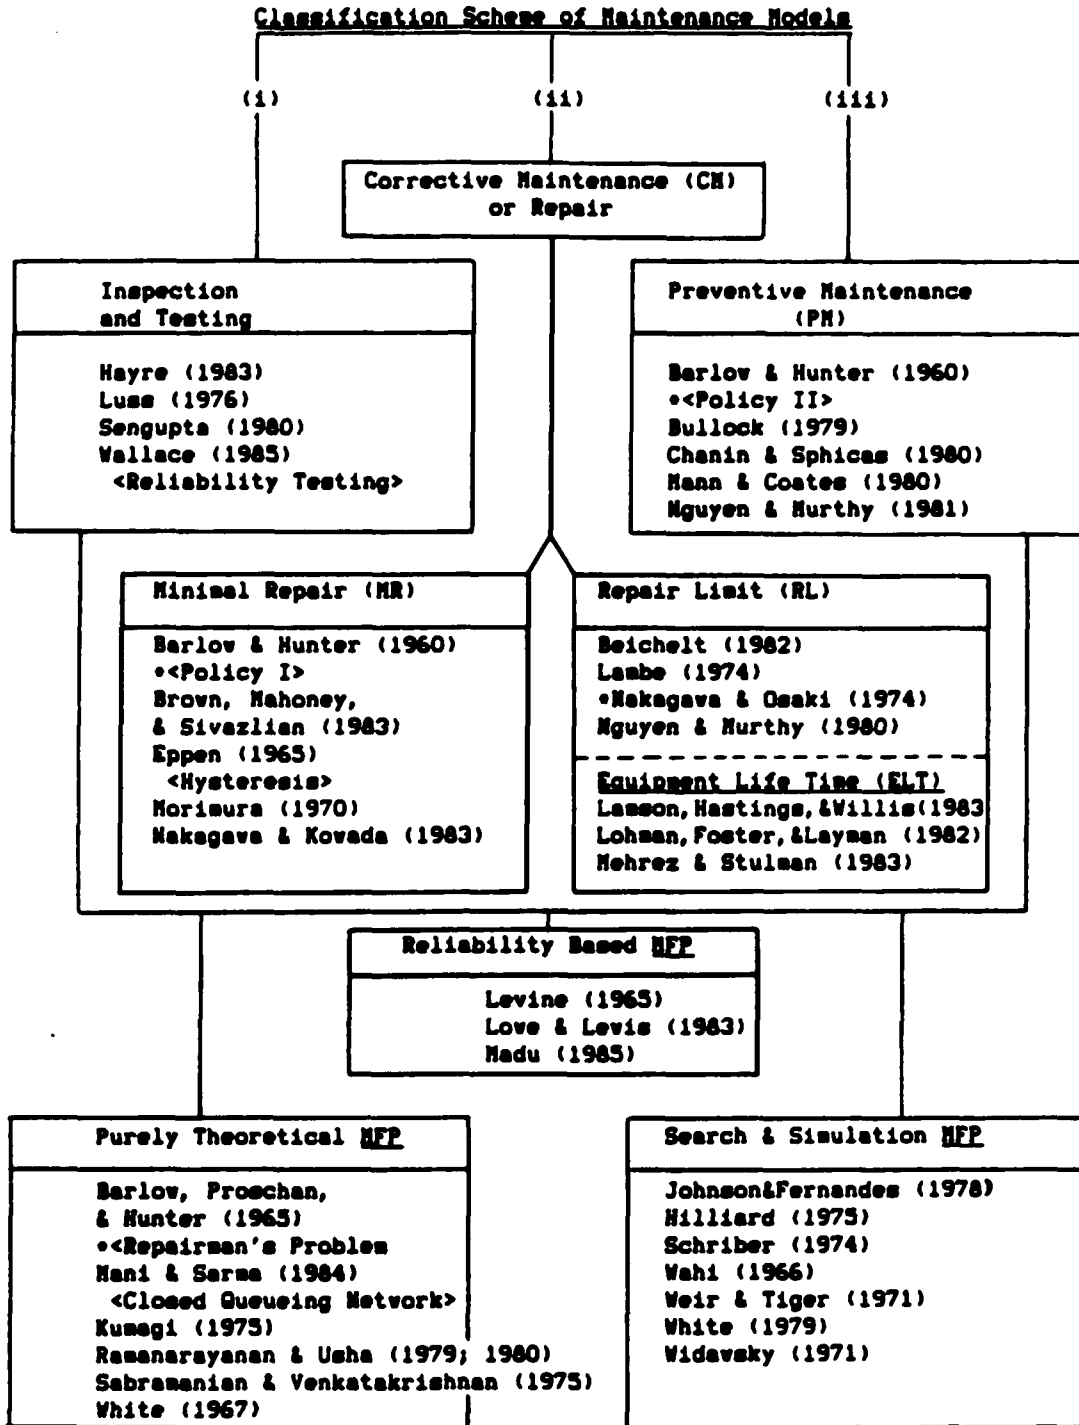 Classification Scheme of Maintenance Models
(i)
(ii)
(iii)
Corrective Maintenance (CM)
or Repair
Inspection
and Testing
Hayre (1983)
Luss (1976)
Sengupta (1980)
Wallace (1985)
<Reliability Testing>
Preventive Maintenance
(PM)
Barlow & Hunter (1960)
*<Policy II>
Bullock (1979)
Chanin & Sphicas (1980)
Mann & Coates (1980)
Nguyen & Murthy (1981)
Minimal Repair (MR)
Barlow & Hunter (1960)
*<Policy I>
Brown, Mahoney,
& Sivazlian (1983)
Eppen (1965)
<Hysteresis>
Morimura (1970)
Nakagawa & Kowada (1983)
Repair Limit (RL)
Beichelt (1982)
Lambe (1974)
*Nakagawa & Osaki (1974)
Nguyen & Murthy (1980)
Equipment Life Time (ELT)
Lamson,Hastings,&Willis(1983
Lohman,Foster,&Layman (1982)
Mehrez & Stulman (1983)
Reliability Based MFP
Levine (1965)
Love & Lewis (1983)
Madu (1985)
Purely Theoretical MFP
Barlow, Proschan,
& Hunter (1965)
*<Repairman's Problem
Mani & Sarma (1984)
<Closed Queueing Network>
Kumagi (1975)
Ramanarayanan & Usha (1979; 1980)
Sabramanian & Venkatakrishnan (1975)
White (1967)
Search & Simulation MFP
Johnson&Fernandes (1978)
Hilliard (1975)
Schriber (1974)
Wahi (1966)
Weir & Tiger (1971)
White (1979)
Widawsky (1971)